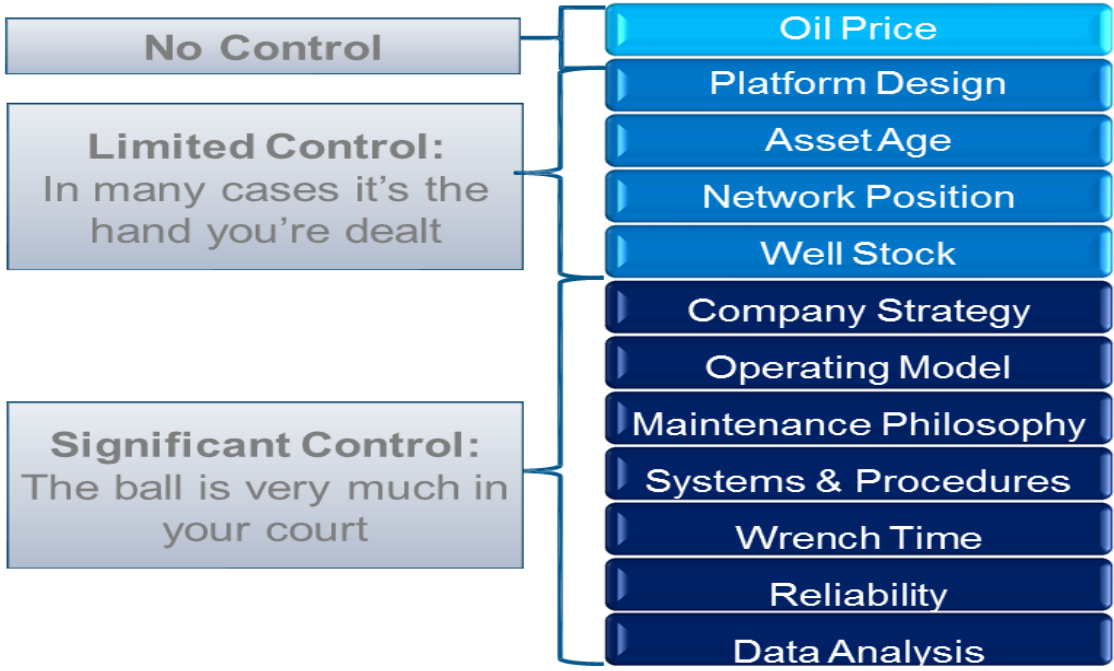 No Control
Limited Control:
In many cases it's the
hand you’re dealt
Significant Control:
The ball is very much in
your court
Oil Price
Platform Design
Asset Age
Network Position
Well Stock
Company Strategy
Operating Model
Maintenance Philosophy
Systems & Procedures
Wrench Time
Reliability
Data Analysis